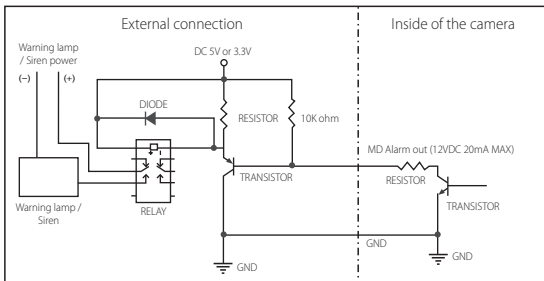 External connection
Inside of the camera
Warning lamp
/ Siren power
(−)
(+)
DC 5V or 3.3V
DIODE
RESISTOR
10K ohm
MD Alarm out (12VDC 20mA MAX)
TRANSISTOR
RESISTOR
TRANSISTOR
RELAY
Warning lamp /
Siren
GND
GND
GND